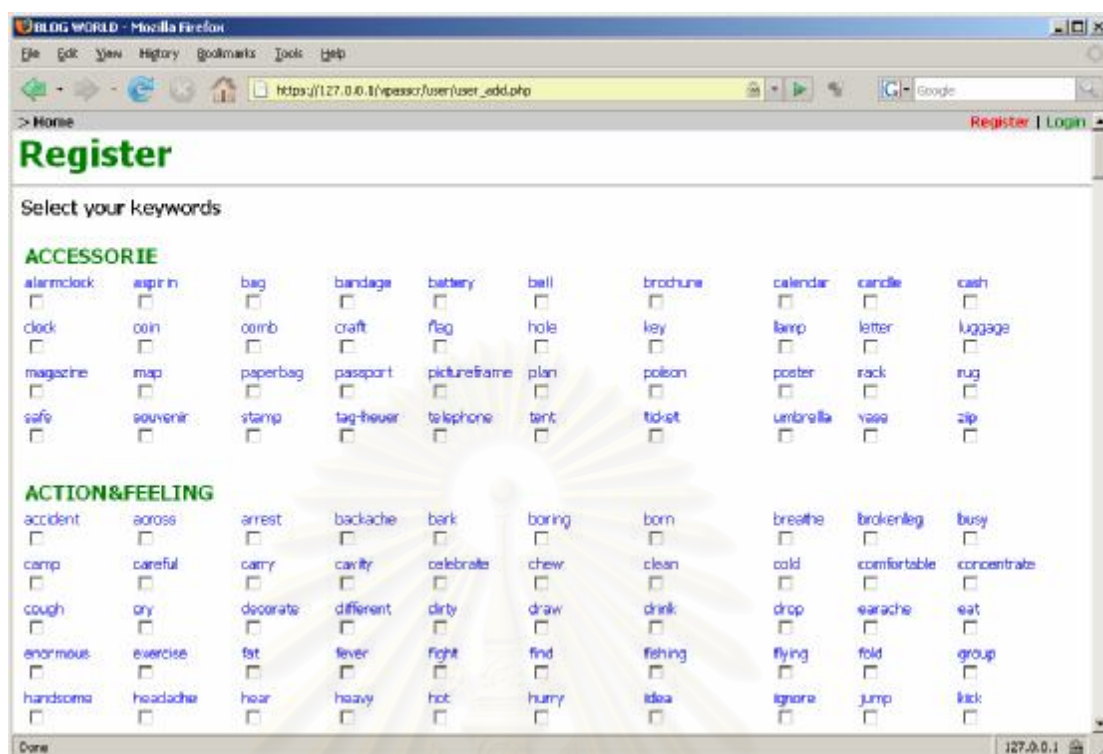 BLOG WORLD - Mozilla Firefox
File Edit View History Bookmarks Tools Help
https://127.0.0.1/vpasscr/user/user_add.php Google
> Home Register | Login
Register
Select your keywords
ACCESSORIE
alarmclock aspirin bag bandage battery bell brochure calendar candle cash
clock coin comb craft flag hole key lamp letter luggage
magazine map paperbag passport pictureframe plan poison poster rack rug
safe souvenir stamp tag-heuer telephone tent ticket umbrella vase zip
ACTION&FEELING
accident across arrest backache bark boring born breathe brokenleg busy
camp careful carry cavity celebrate chew clean cold comfortable concentrate
cough cry decorate different dirty draw drink drop earache eat
enormous exercise fat fever fight find fishing flying fold group
handsome headache hear heavy hot hurry idea ignore jump kick
Done 127.0.0.1